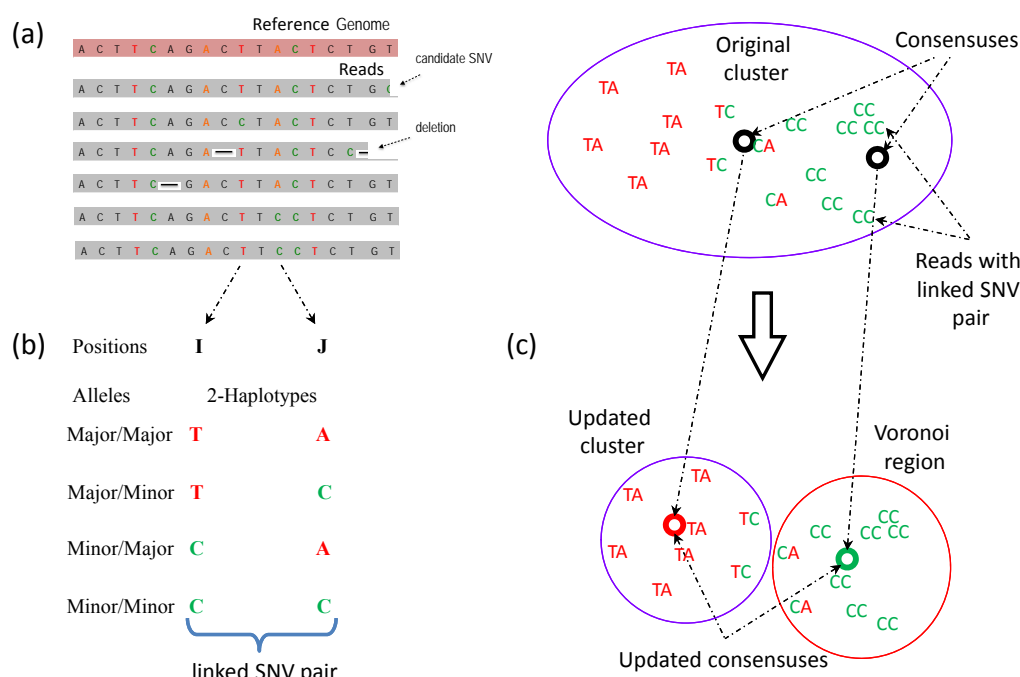 (a)
Reference Genome
A C T T C A G A C T T A C T C T G T
Reads
candidate SNV
A C T T C A G A C T T A C T C T G
A C T T C A G A C C T A C T C T G T
deletion
A C T T C A G A — T T A C T C C —
A C T T C — G A C T T A C T C T G T
A C T T C A G A C T T C C T C T G T
A C T T C A G A C T T C C T C T G T
(b)
Positions I J
Alleles 2-Haplotypes
Major/Major T A
Major/Minor T C
Minor/Major C A
Minor/Minor C C
linked SNV pair
(c)
Original
cluster
Consensuses
TA
TA
TA
TA
TA
TA
TA
TC
TC
CA
CA
CC
CC
CC CC
CC
CC
CC
CC
Reads with
linked SNV
pair
Updated
cluster
Voronoi
region
TA
TA
TA
TA
TA
TA
TA
TC
TC
CA
CA
CC
CC
CC CC
CC
CC
CC
Updated consensuses